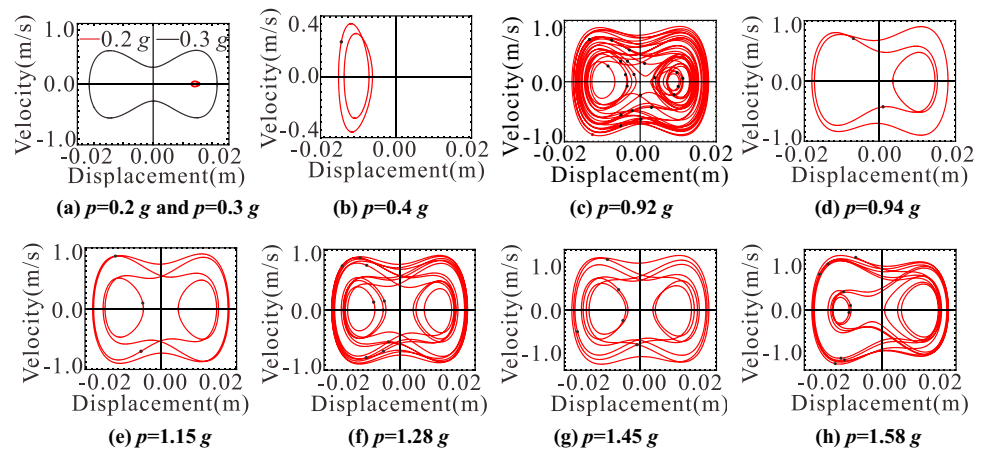 1.0
0.2 g 0.3 g
0.0
-1.0
-0.02 0.00 0.02
Velocity(m/s)
Displacement(m)
(a) p=0.2 g and p=0.3 g
0.4
0.0
-0.4
-0.02 0.00 0.02
Velocity(m/s)
Displacement(m)
(b) p=0.4 g
1.0
0.0
-1.0
-0.02 0.00 0.02
Velocity(m/s)
Displacement(m)
(c) p=0.92 g
1.0
0.0
-1.0
-0.02 0.00 0.02
Velocity(m/s)
Displacement(m)
(d) p=0.94 g
1.0
0.0
-1.0
-0.02 0.00 0.02
Velocity(m/s)
Displacement(m)
(e) p=1.15 g
1.0
0.0
-1.0
-0.02 0.00 0.02
Velocity(m/s)
Displacement(m)
(f) p=1.28 g
1.0
0.0
-1.0
-0.02 0.00 0.02
Velocity(m/s)
Displacement(m)
(g) p=1.45 g
1.0
0.0
-1.0
-0.02 0.00 0.02
Velocity(m/s)
Displacement(m)
(h) p=1.58 g